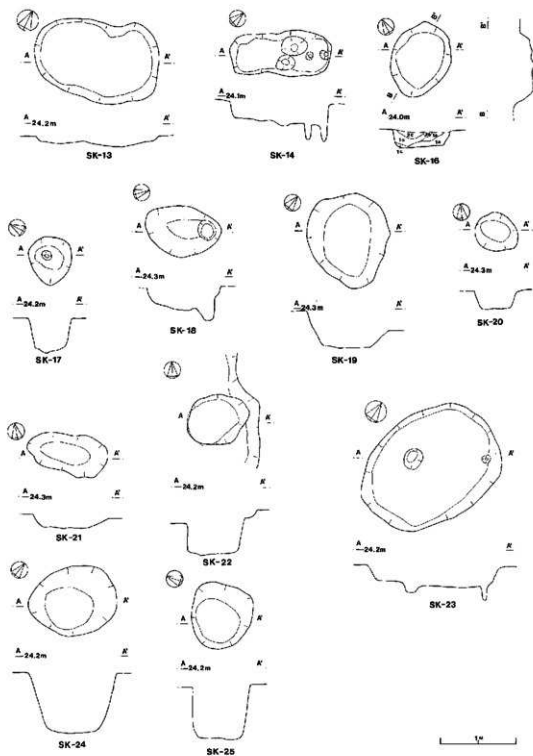 A A'
A 24.2m A'
SK-13
A A'
A 24.1m A'
SK-14
A A'
B
B'
A 24.0m A'
SK-16
A A'
A 24.2m A'
SK-17
A A'
A 24.3m A'
SK-18
A A'
A 24.3m A'
SK-19
A A'
A 24.3m A'
SK-20
A A'
A 24.3m A'
SK-21
A A'
A 24.2m A'
SK-22
A A'
A 24.2m A'
SK-23
A A'
A 24.2m A'
SK-24
A A'
A 24.2m A'
SK-25
1M